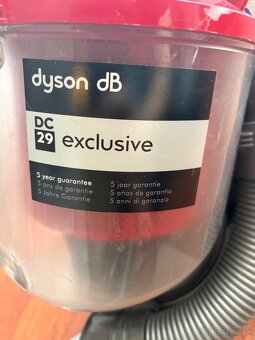 dyson dB
DC
29
exclusive
5 year guarantee
5 ans de garantie
5 Jahre Garantie
5 jaar garantie
5 años de garantía
5 anni di garanzia